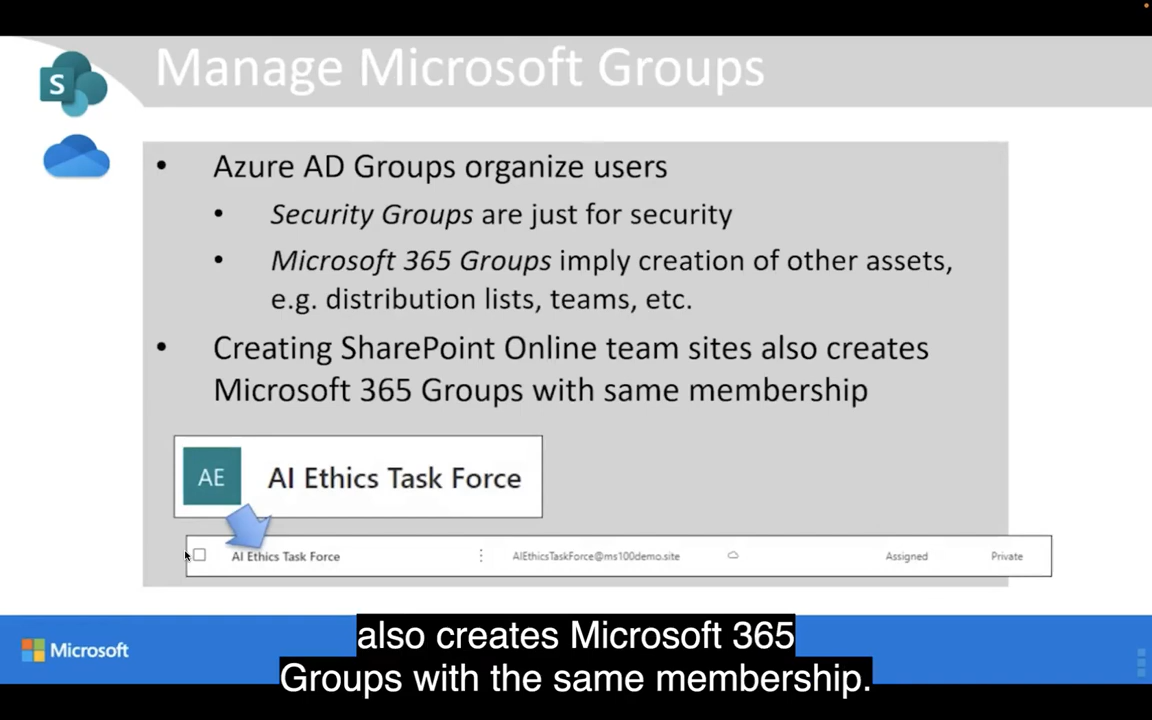 S
Manage Microsoft Groups
• Azure AD Groups organize users
• Security Groups are just for security
• Microsoft 365 Groups imply creation of other assets,
e.g. distribution lists, teams, etc.
• Creating SharePoint Online team sites also creates
Microsoft 365 Groups with same membership
AE AI Ethics Task Force
AI Ethics Task Force AIEthicsTaskForce@ms100demo.site Assigned Private
Microsoft
also creates Microsoft 365
Groups with the same membership.